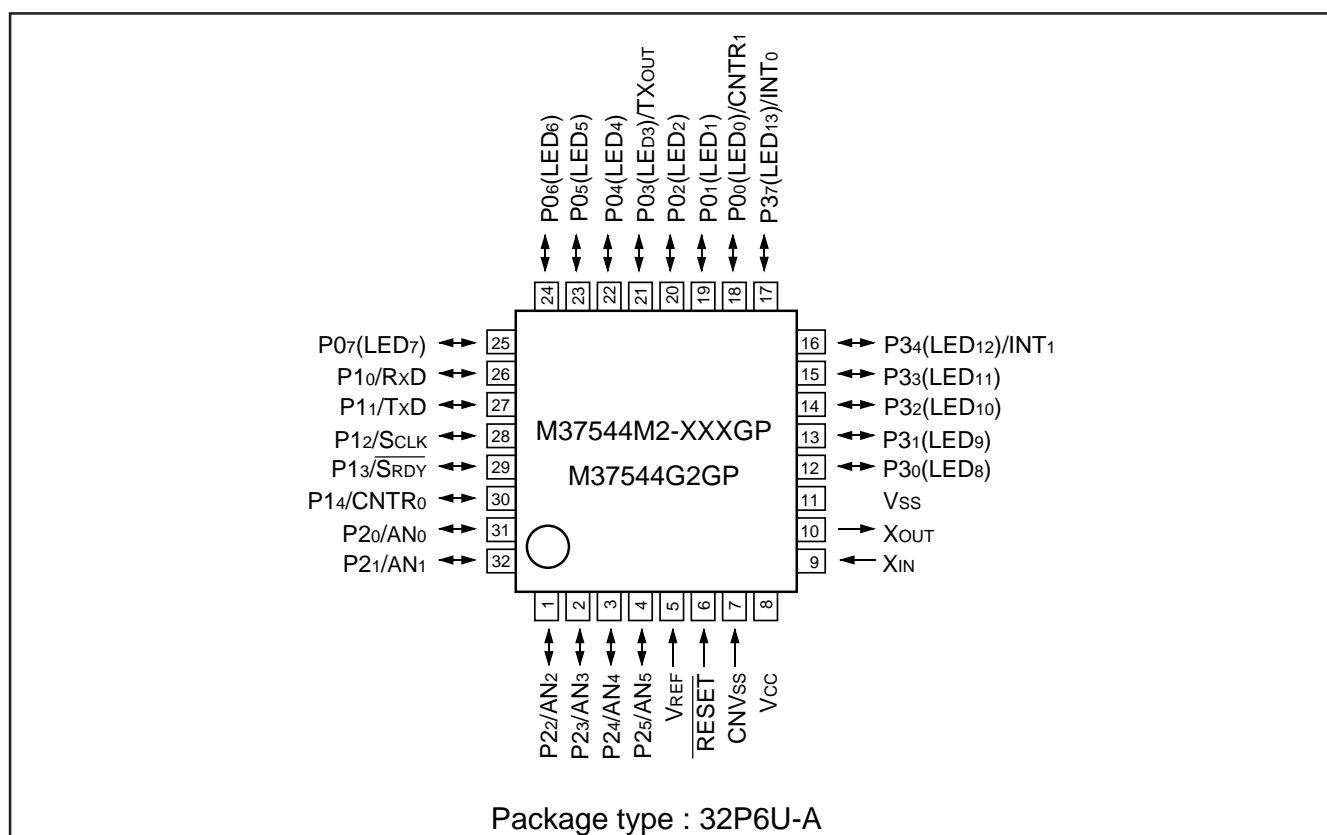 P06(LED6)
P05(LED5)
P04(LED4)
P03(LED3)/TXOUT
P02(LED2)
P01(LED1)
P00(LED0)/CNTR1
P37(LED13)/INT0
24
23
22
21
20
19
18
17
P07(LED7) 25
P10/RXD 26
P11/TXD 27
P12/SCLK 28
P13/SRDY 29
P14/CNTR0 30
P20/AN0 31
P21/AN1 32
M37544M2-XXXGP
M37544G2GP
16 P34(LED12)/INT1
15 P33(LED11)
14 P32(LED10)
13 P31(LED9)
12 P30(LED8)
11 VSS
10 XOUT
9 XIN
1
2
3
4
5
6
7
8
P22/AN2
P23/AN3
P24/AN4
P25/AN5
VREF
RESET
CNVSS
VCC
Package type : 32P6U-A